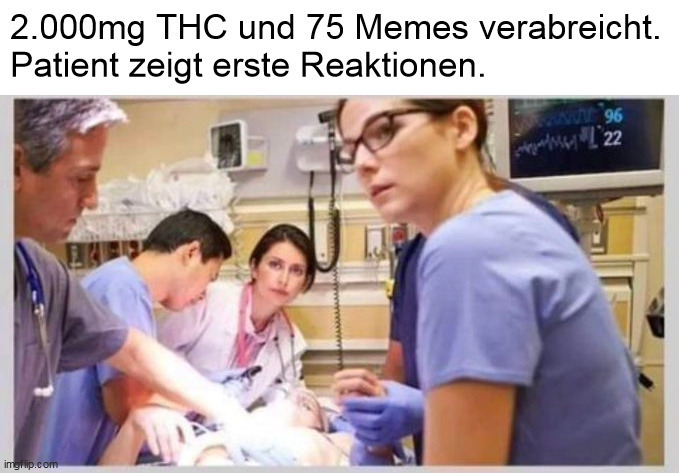 2.000mg THC und 75 Memes verabreicht.
Patient zeigt erste Reaktionen.
96
22
imgflip.com